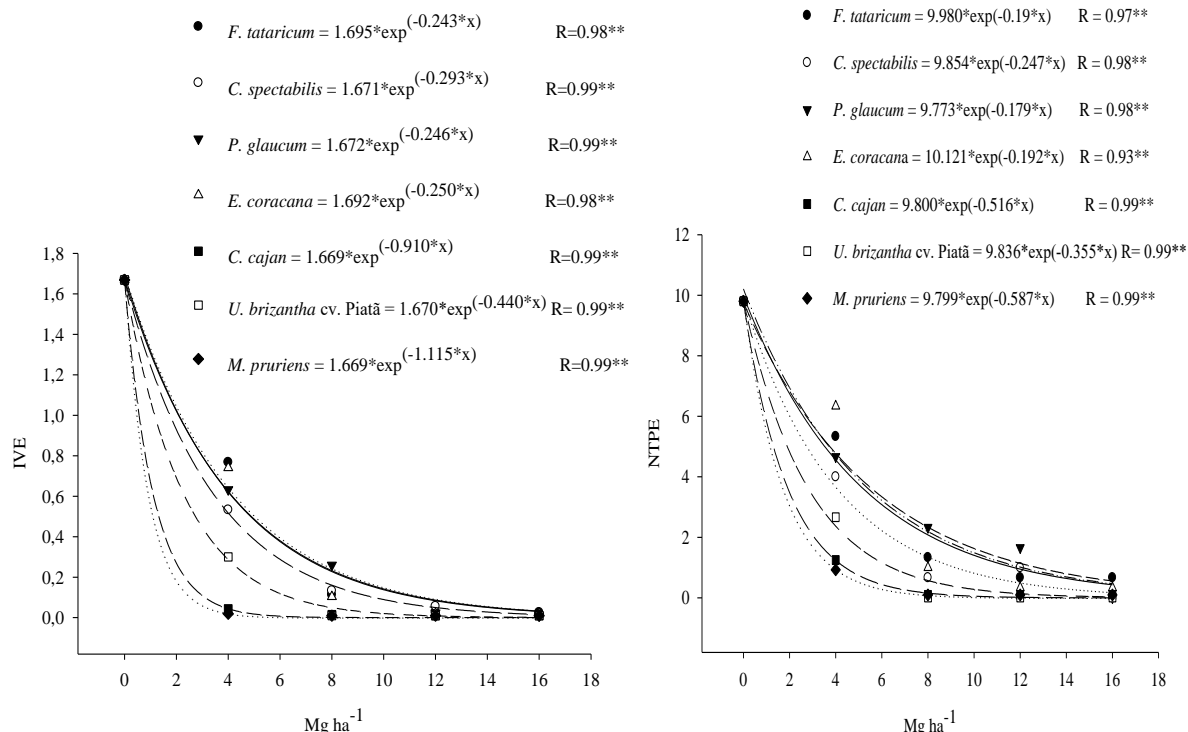 F. tataricum = 1.695*exp(-0.243*x) R=0.98**
C. spectabilis = 1.671*exp(-0.293*x) R=0.99**
P. glaucum = 1.672*exp(-0.246*x) R=0.99**
E. coracana = 1.692*exp(-0.250*x) R=0.98**
C. cajan = 1.669*exp(-0.910*x) R=0.99**
U. brizantha cv. Piatã = 1.670*exp(-0.440*x) R= 0.99**
M. pruriens = 1.669*exp(-1.115*x) R=0.99**
1,8
1,6
1,4
1,2
1,0
0,8
0,6
0,4
0,2
0,0
IVE
0 2 4 6 8 10 12 14 16 18
Mg ha-1
F. tataricum = 9.980*exp(-0.19*x) R = 0.97**
C. spectabilis = 9.854*exp(-0.247*x) R = 0.98**
P. glaucum = 9.773*exp(-0.179*x) R = 0.98**
E. coracana = 10.121*exp(-0.192*x) R = 0.93**
C. cajan = 9.800*exp(-0.516*x) R = 0.99**
U. brizantha cv. Piatã = 9.836*exp(-0.355*x) R= 0.99**
M. pruriens = 9.799*exp(-0.587*x) R = 0.99**
12
10
8
6
4
2
0
NTPE
0 2 4 6 8 10 12 14 16 18
Mg ha-1